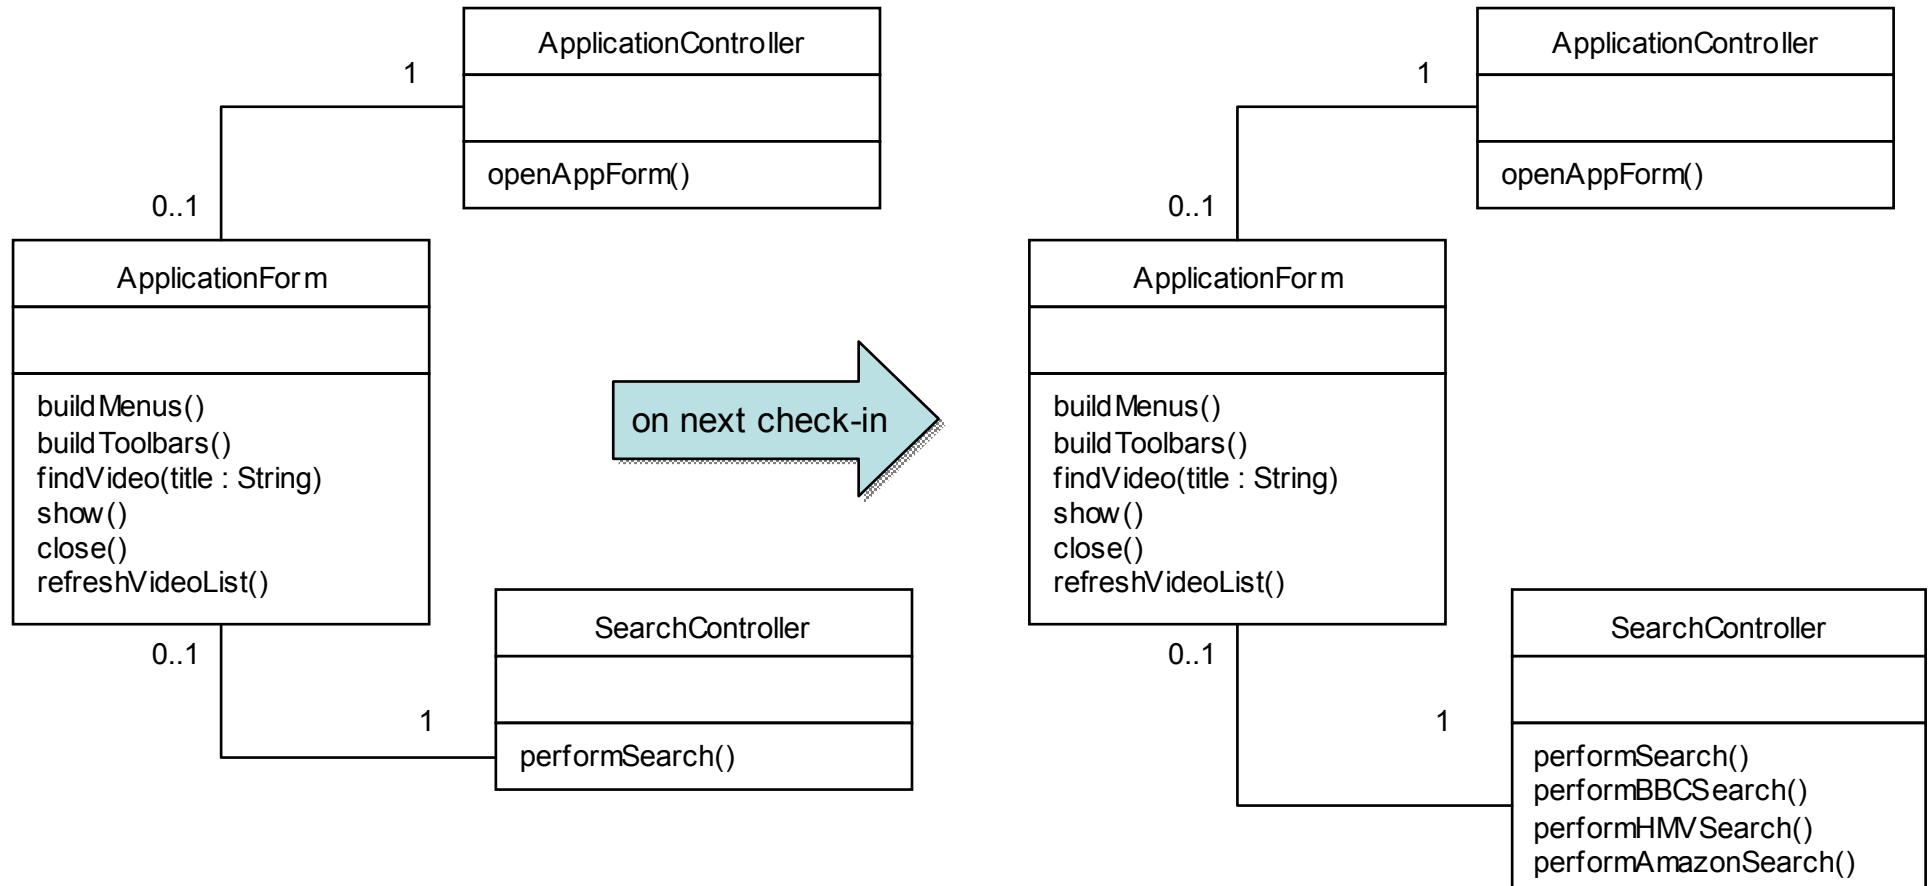 ApplicationController
1
openAppForm()
0..1
ApplicationForm
buildMenus()
buildToolbars()
findVideo(title : String)
show()
close()
refreshVideoList()
0..1
1
SearchController
performSearch()
on next check-in
ApplicationController
1
openAppForm()
0..1
ApplicationForm
buildMenus()
buildToolbars()
findVideo(title : String)
show()
close()
refreshVideoList()
0..1
1
SearchController
performSearch()
performBBCSearch()
performHMVSearch()
performAmazonSearch()